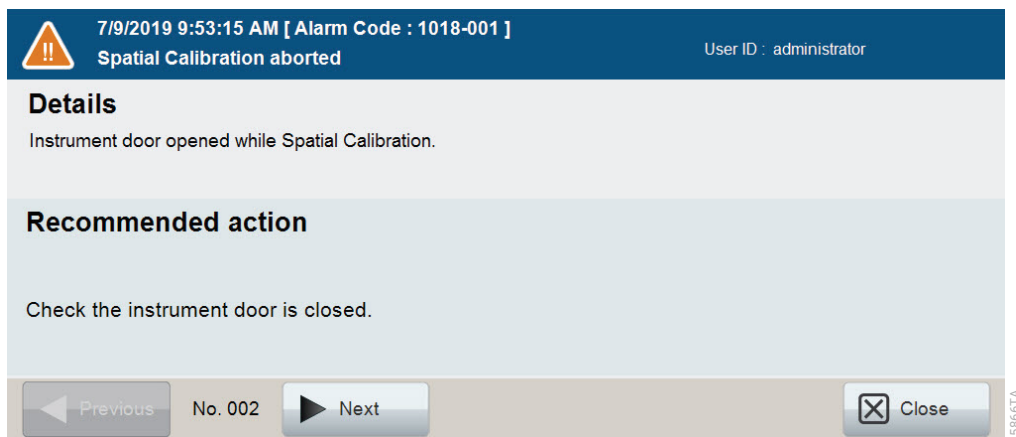 7/9/2019 9:53:15 AM [ Alarm Code : 1018-001 ]
Spatial Calibration aborted
User ID : administrator
Details
Instrument door opened while Spatial Calibration.
Recommended action
Check the instrument door is closed.
Previous No. 002 Next Close
5866TA